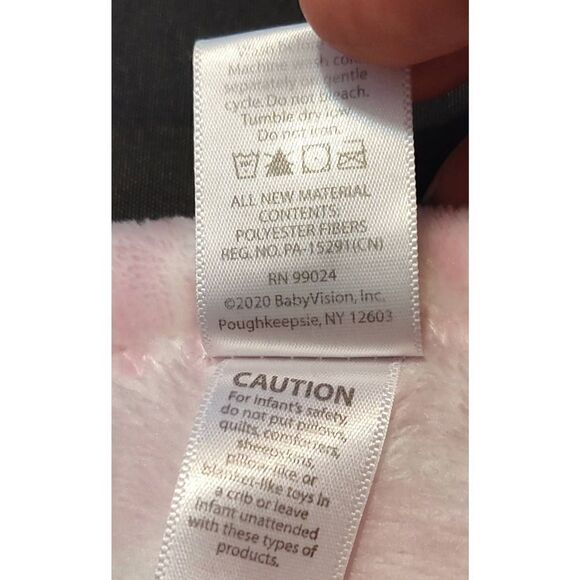 before
Machine wash
separately on gentle
cycle. Do not bleach.
Tumble dry low.
Do not iron.
ALL NEW MATERIAL
CONTENTS:
POLYESTER FIBERS
REG. NO. PA-15291(CN)
RN 99024
©2020 BabyVision, Inc.
Poughkeepsie, NY 12603
CAUTION
For infant's safety,
do not put pillows,
quilts, comforters,
sheepskins,
pillow-like, or
blanket-like toys in
a crib or leave
infant unattended
with these types of
products.